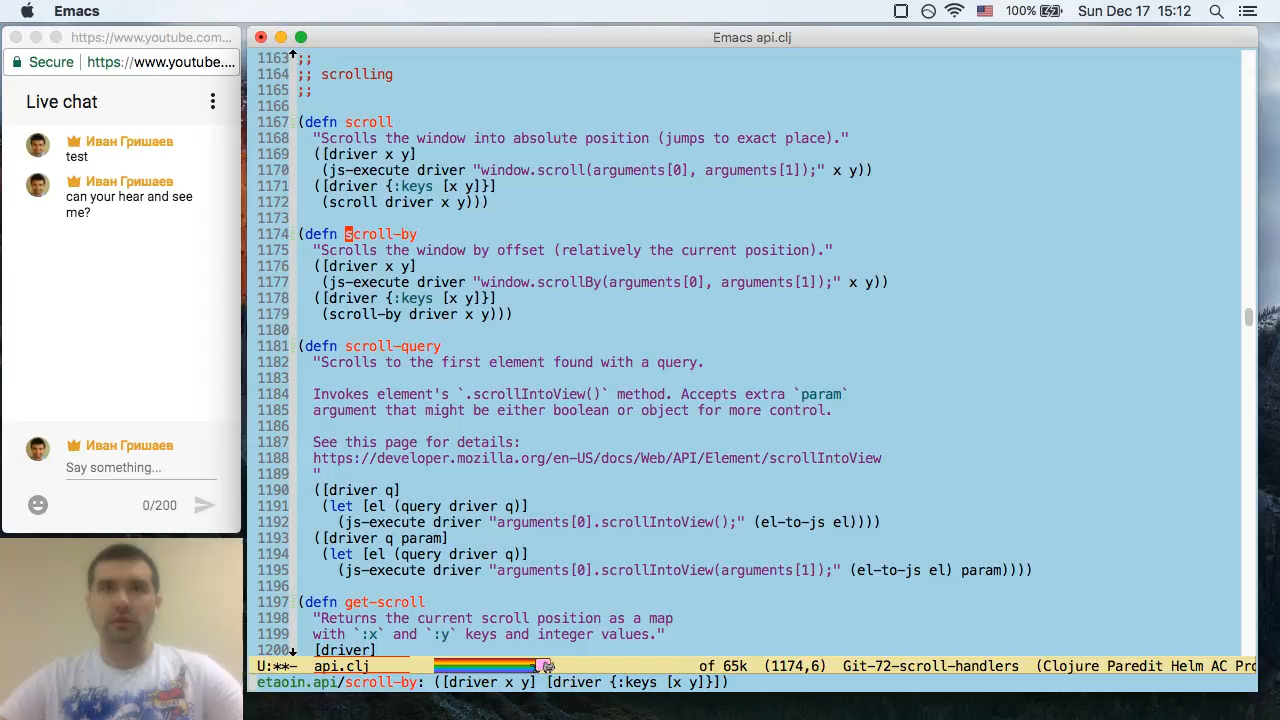 Emacs
100%
Sun Dec 17 15:12
https://www.youtube.com...
Secure https://www.youtube....
Live chat
Иван Гришаев
test
Иван Гришаев
can your hear and see
me?
Иван Гришаев
Say something...
0/200
Emacs api.clj
1163 ;;
1164 ;; scrolling
1165 ;;
1166
1167 (defn scroll
1168 "Scrolls the window into absolute position (jumps to exact place)."
1169 ([driver x y]
1170 (js-execute driver "window.scroll(arguments[0], arguments[1]);" x y))
1171 ([driver {:keys [x y]}]
1172 (scroll driver x y)))
1173
1174 (defn scroll-by
1175 "Scrolls the window by offset (relatively the current position)."
1176 ([driver x y]
1177 (js-execute driver "window.scrollBy(arguments[0], arguments[1]);" x y))
1178 ([driver {:keys [x y]}]
1179 (scroll-by driver x y)))
1180
1181 (defn scroll-query
1182 "Scrolls to the first element found with a query.
1183
1184 Invokes element's `.scrollIntoView()` method. Accepts extra `param`
1185 argument that might be either boolean or object for more control.
1186
1187 See this page for details:
1188 https://developer.mozilla.org/en-US/docs/Web/API/Element/scrollIntoView
1189 "
1190 ([driver q]
1191 (let [el (query driver q)]
1192 (js-execute driver "arguments[0].scrollIntoView();" (el-to-js el))))
1193 ([driver q param]
1194 (let [el (query driver q)]
1195 (js-execute driver "arguments[0].scrollIntoView(arguments[1]);" (el-to-js el) param))))
1196
1197 (defn get-scroll
1198 "Returns the current scroll position as a map
1199 with `:x` and `:y` keys and integer values."
1200 [driver]
U:**- api.clj of 65k (1174,6) Git-72-scroll-handlers (Clojure Paredit Helm AC Pro
etaoin.api/scroll-by: ([driver x y] [driver {:keys [x y]}])